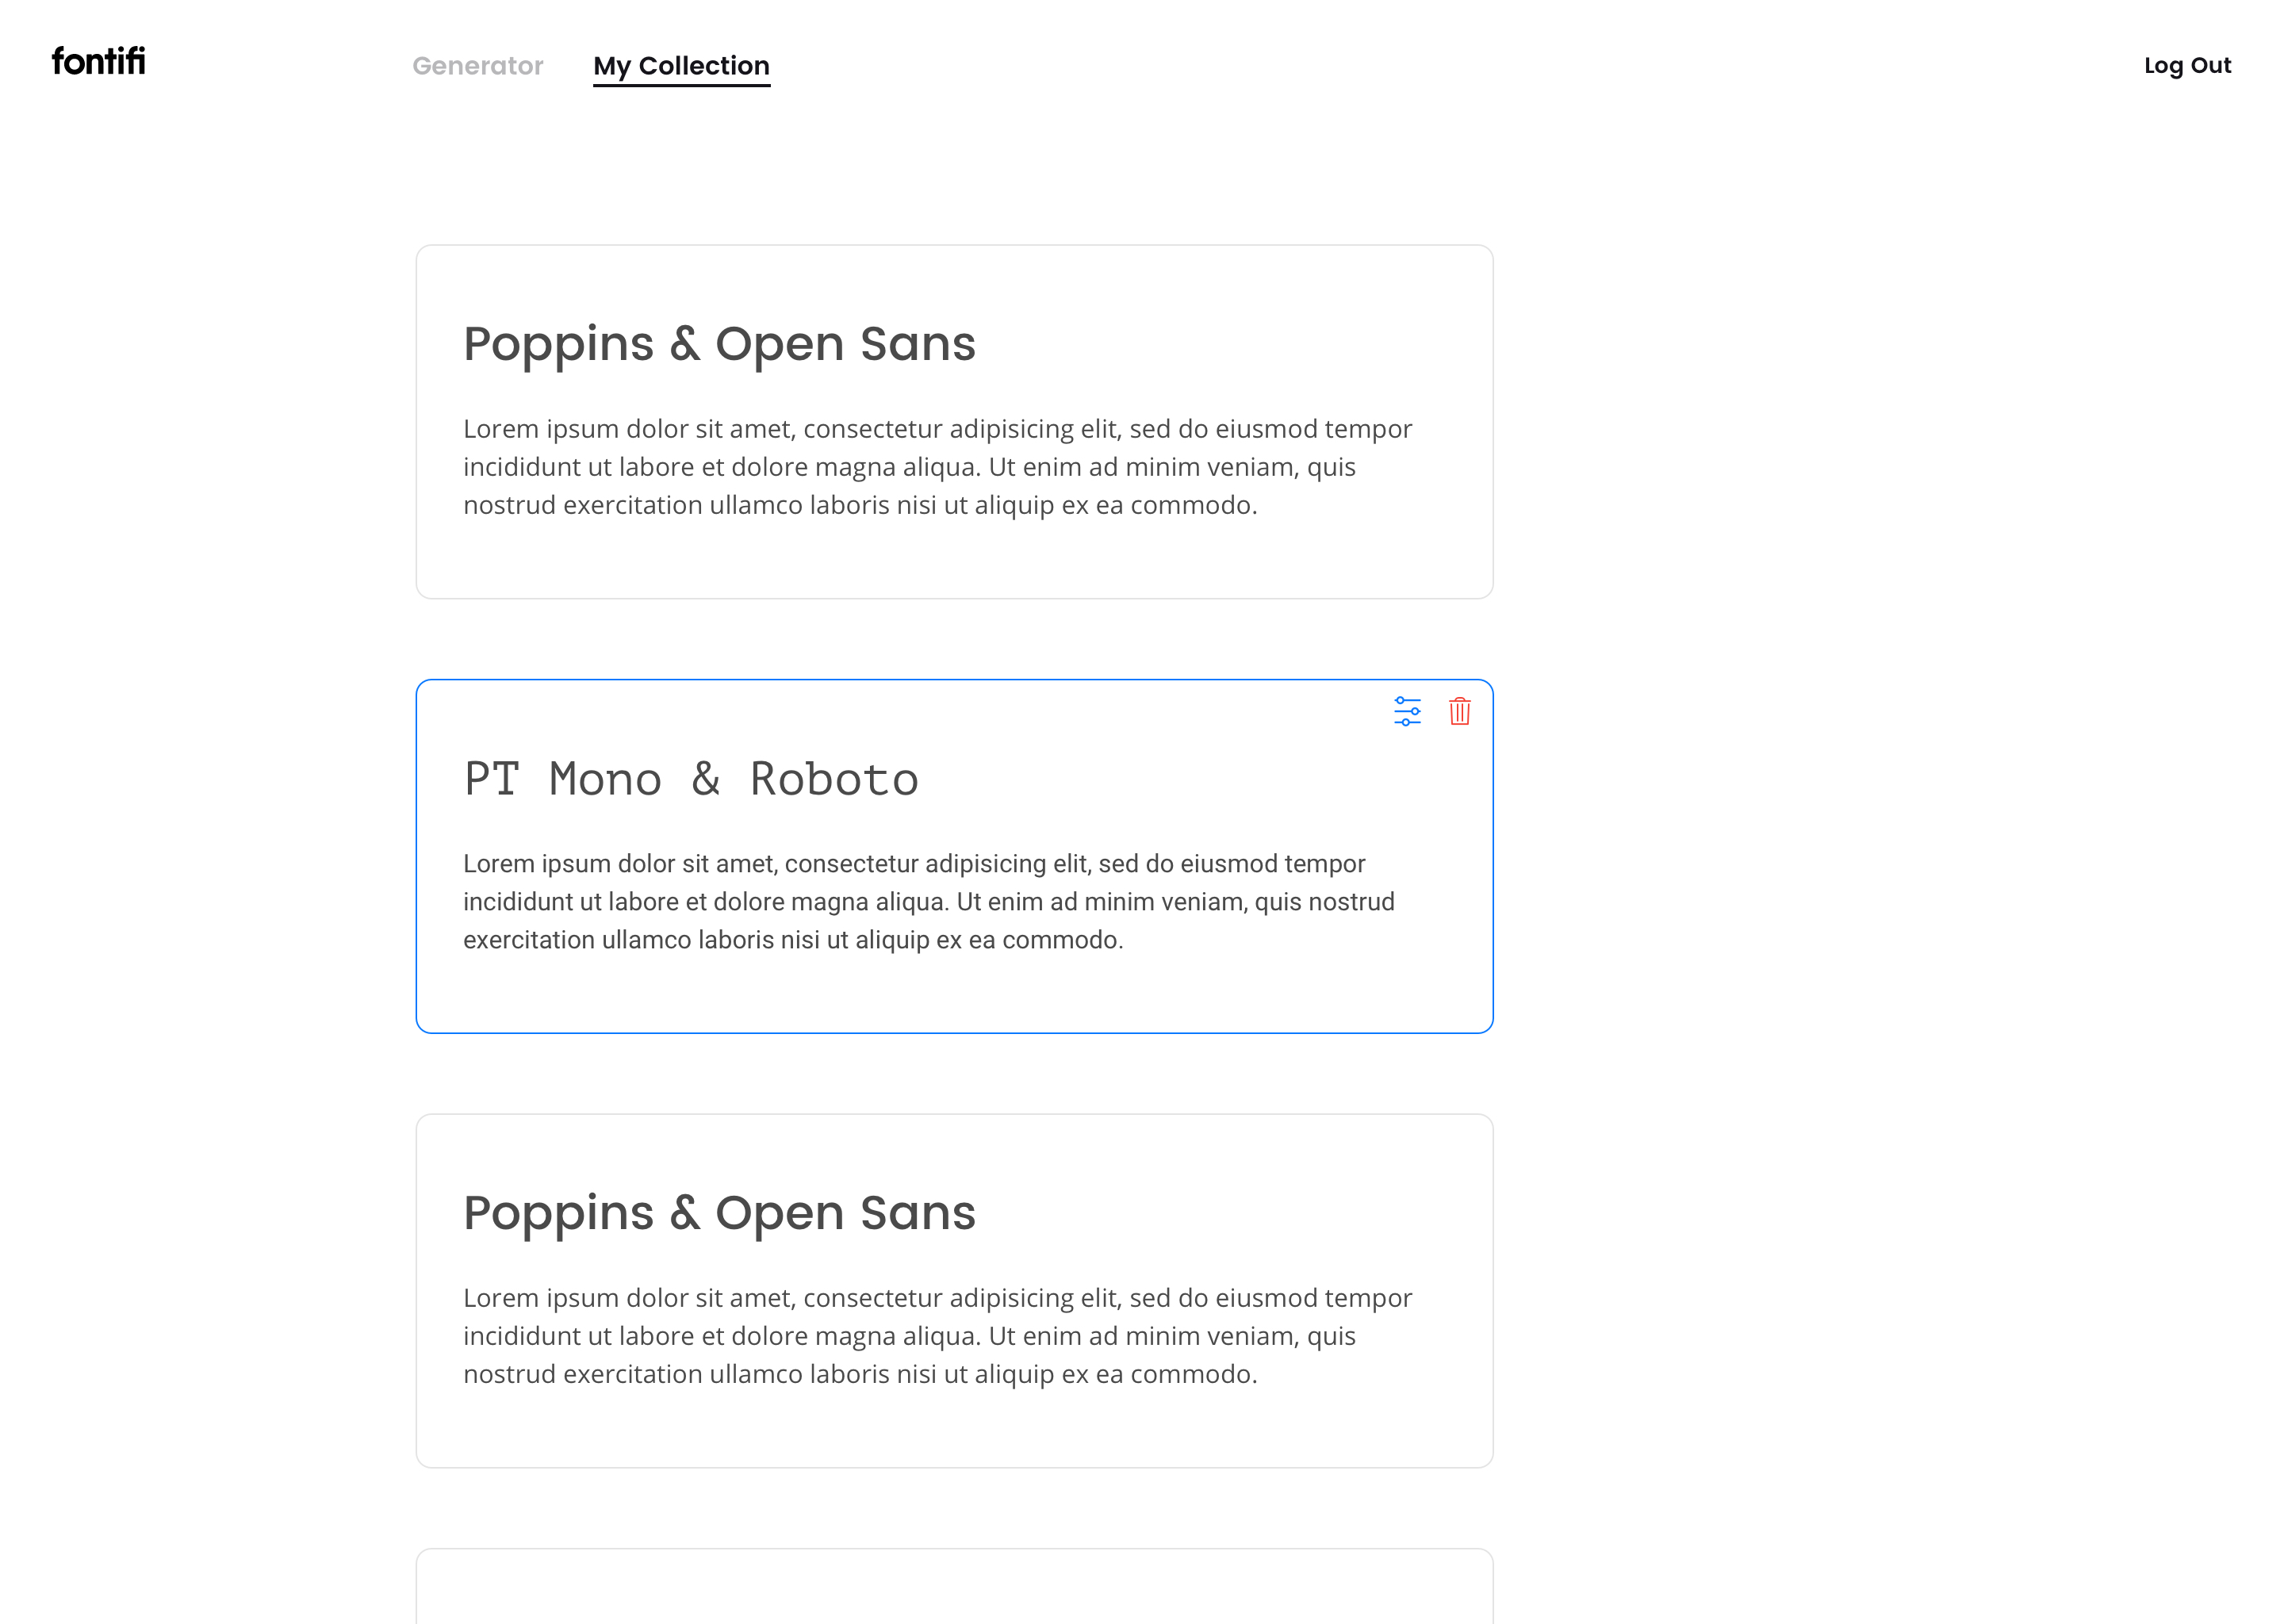 fontifi
Generator
My Collection
Log Out
Poppins & Open Sans
Lorem ipsum dolor sit amet, consectetur adipisicing elit, sed do eiusmod tempor
incididunt ut labore et dolore magna aliqua. Ut enim ad minim veniam, quis
nostrud exercitation ullamco laboris nisi ut aliquip ex ea commodo.
PT Mono & Roboto
Lorem ipsum dolor sit amet, consectetur adipisicing elit, sed do eiusmod tempor
incididunt ut labore et dolore magna aliqua. Ut enim ad minim veniam, quis nostrud
exercitation ullamco laboris nisi ut aliquip ex ea commodo.
Poppins & Open Sans
Lorem ipsum dolor sit amet, consectetur adipisicing elit, sed do eiusmod tempor
incididunt ut labore et dolore magna aliqua. Ut enim ad minim veniam, quis
nostrud exercitation ullamco laboris nisi ut aliquip ex ea commodo.